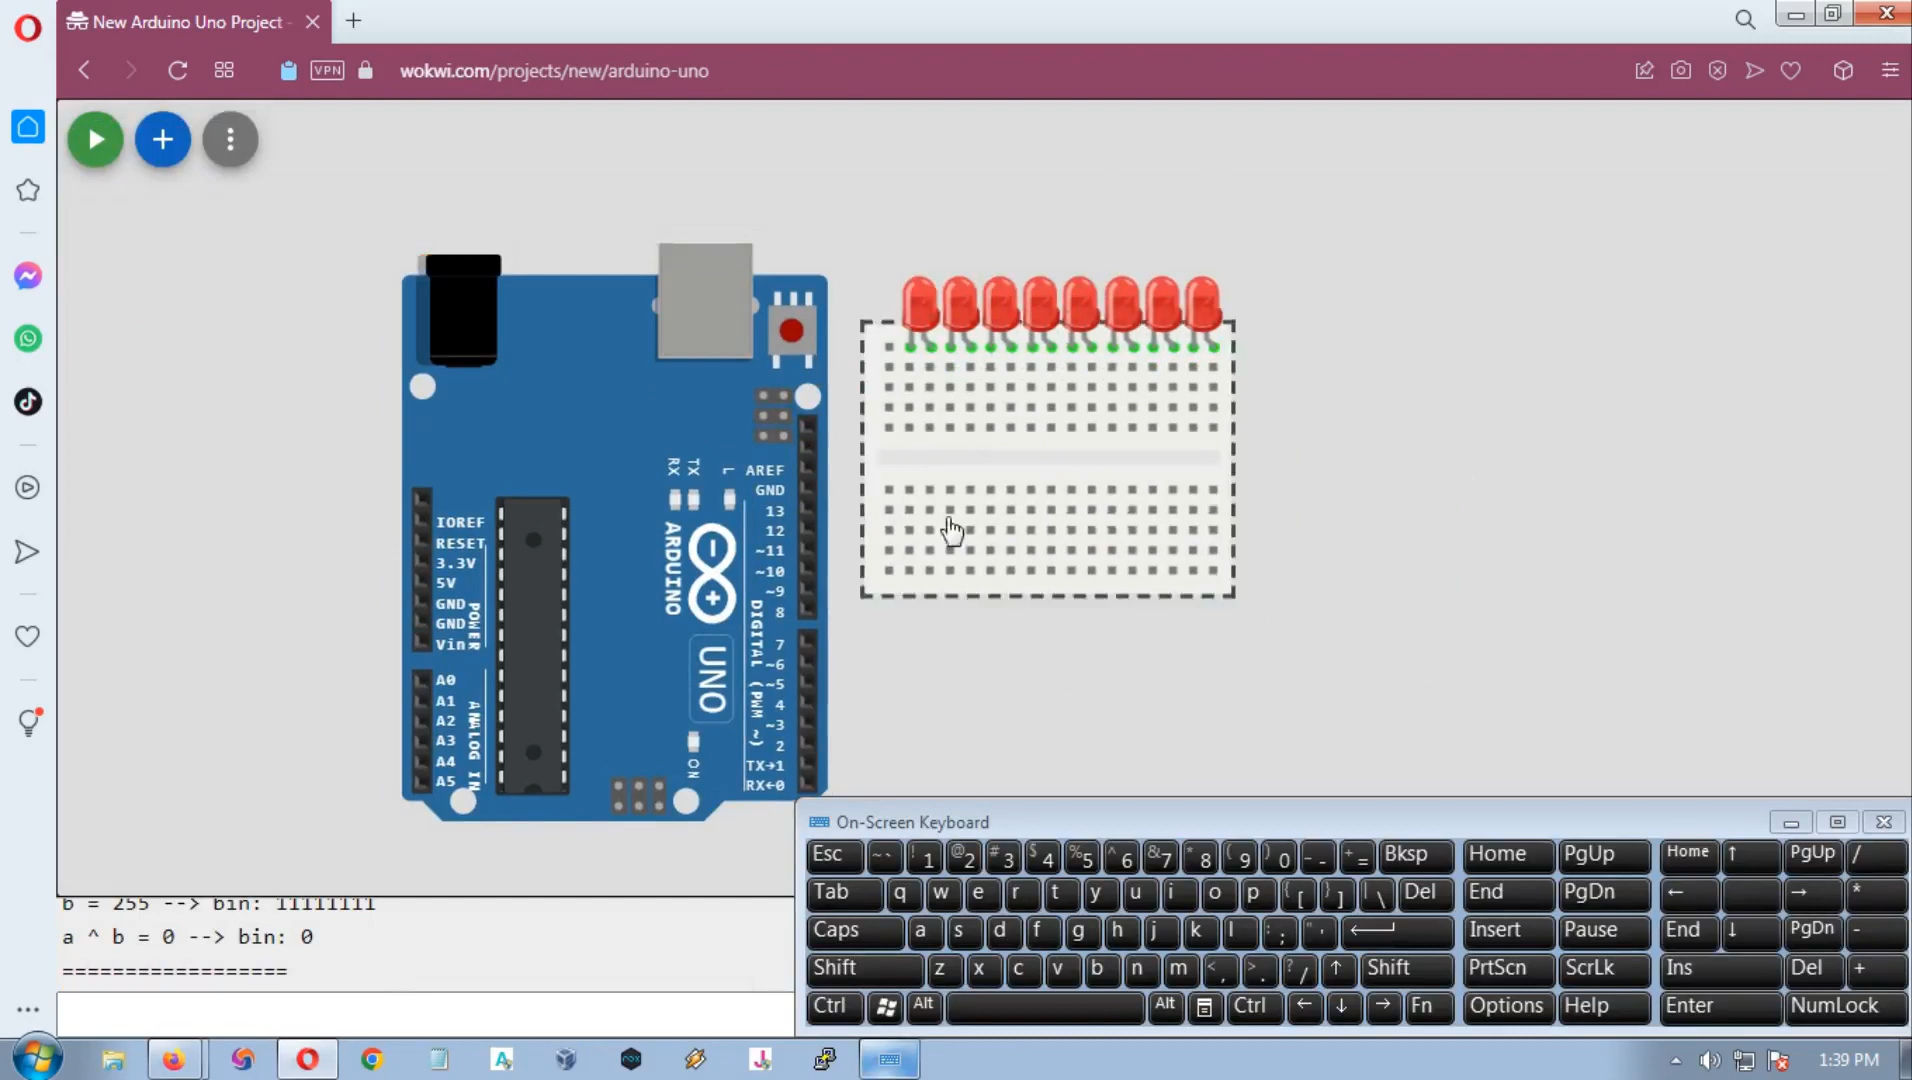 New Arduino Uno Project -
VPN
wokwi.com/projects/new/arduino-uno
RX
TX
L
AREF
GND
13
12
~11
~10
~9
8
IOREF
RESET
3.3V
5V
GND
GND
Vin
POWER
ARDUINO
UNO
DIGITAL (PWM ~)
7
~6
~5
4
~3
2
TX→1
RX←0
A0
A1
A2
A3
A4
A5
ANALOG IN
ON
b = 255 --> bin: 11111111
a ^ b = 0 --> bin: 0
==================
On-Screen Keyboard
Esc ~ ` ! 1 @ 2 # 3 $ 4 % 5 ^ 6 & 7 * 8 ( 9 ) 0 _ - + = Bksp Home PgUp Home ↑ PgUp /
Tab q w e r t y u i o p { [ } ] | \ Del End PgDn ← → *
Caps a s d f g h j k l : ; " ' Insert Pause End ↓ PgDn -
Shift z x c v b n m < , > . ? / ↑ Shift PrtScn ScrLk Ins Del +
Ctrl Alt Alt Ctrl ← ↓ → Fn Options Help Enter NumLock
1:39 PM